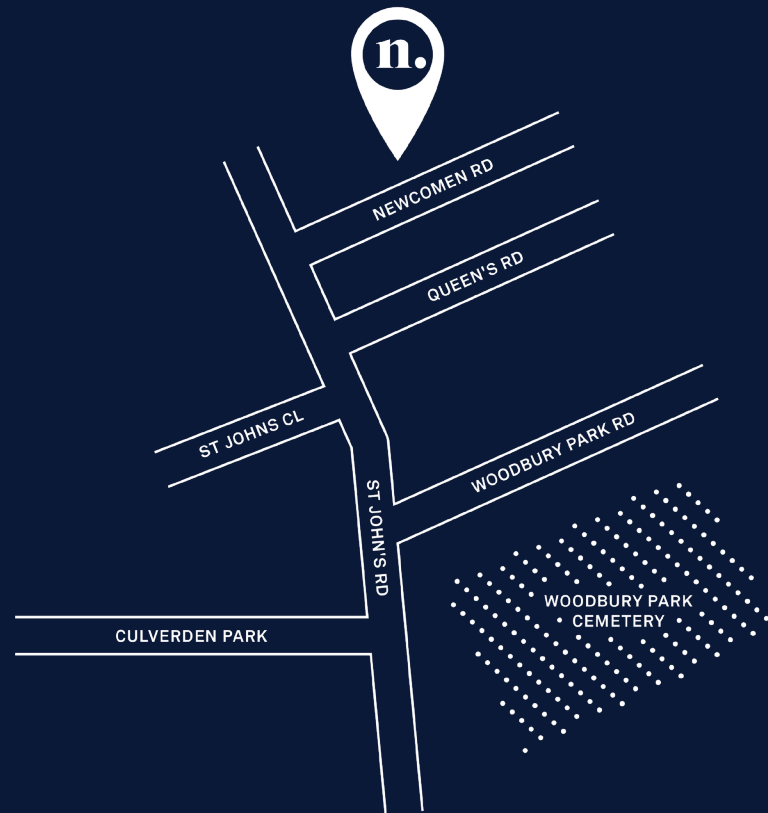 n.
NEWCOMEN RD
QUEEN'S RD
ST JOHNS CL
WOODBURY PARK RD
ST JOHN'S RD
WOODBURY PARK
CEMETERY
CULVERDEN PARK